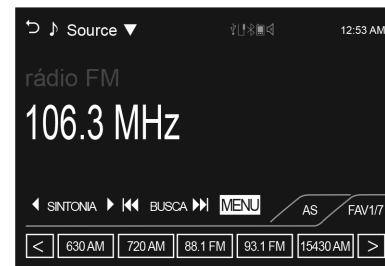 Source ▼ 12:53 AM
rádio FM
106.3 MHz
SINTONIA BUSCA MENU AS FAV1/7
< 630 AM 720 AM 88.1 FM 93.1 FM 15430 AM >